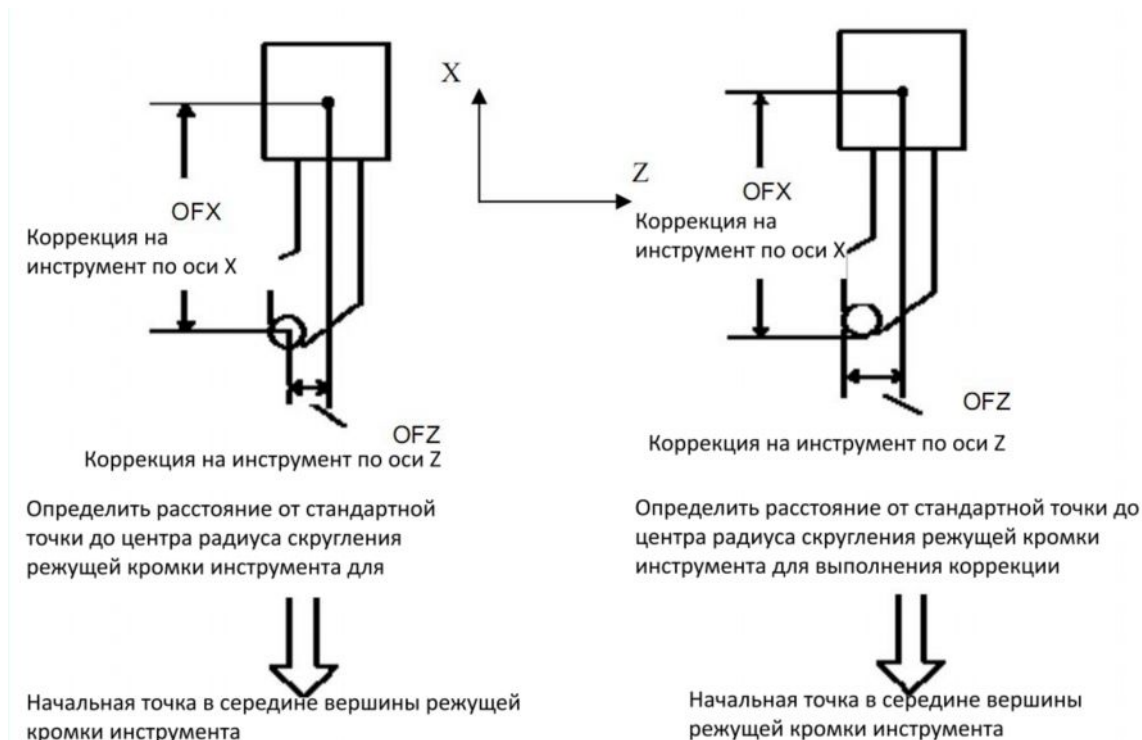 X
Z
OFX
Коррекция на
инструмент по оси X
OFZ
Коррекция на инструмент по оси Z
Определить расстояние от стандартной
точки до центра радиуса скругления
режущей кромки инструмента для
Начальная точка в середине вершины режущей
кромки инструмента
OFX
Коррекция на
инструмент по оси X
OFZ
Коррекция на инструмент по оси Z
Определить расстояние от стандартной точки до
центра радиуса скругления режущей кромки
инструмента для выполнения коррекции
Начальная точка в середине вершины
режущей кромки инструмента